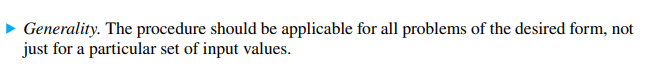 Generality. The procedure should be applicable for all problems of the desired form, not
just for a particular set of input values.